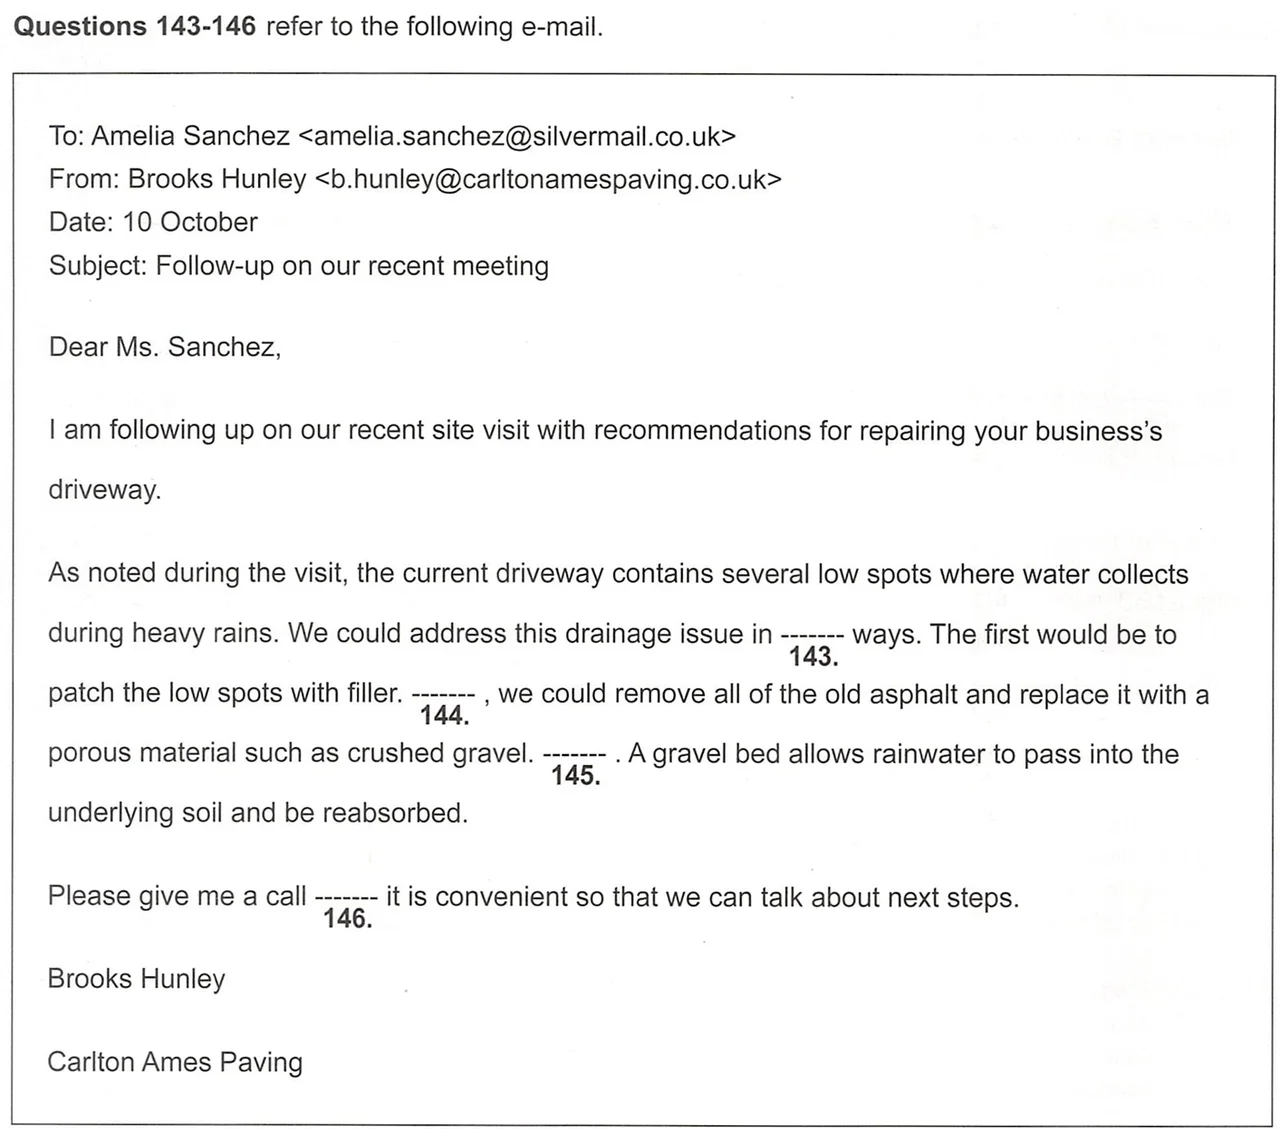 Questions 143-146 refer to the following e-mail.
To: Amelia Sanchez <amelia.sanchez@silvermail.co.uk>
From: Brooks Hunley <b.hunley@carltonamespaving.co.uk>
Date: 10 October
Subject: Follow-up on our recent meeting
Dear Ms. Sanchez,
I am following up on our recent site visit with recommendations for repairing your business’s
driveway.
As noted during the visit, the current driveway contains several low spots where water collects
during heavy rains. We could address this drainage issue in ------- ways. The first would be to
143.
patch the low spots with filler. ------- , we could remove all of the old asphalt and replace it with a
144.
porous material such as crushed gravel. ------- . A gravel bed allows rainwater to pass into the
145.
underlying soil and be reabsorbed.
Please give me a call ------- it is convenient so that we can talk about next steps.
146.
Brooks Hunley
Carlton Ames Paving